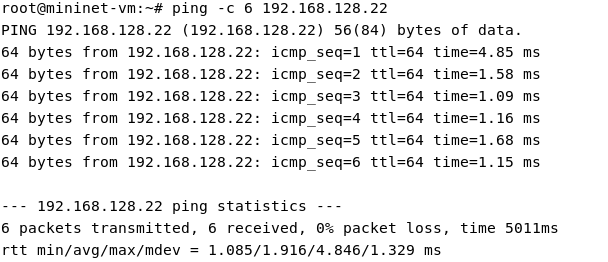 root@mininet-vm:~# ping -c 6 192.168.128.22
PING 192.168.128.22 (192.168.128.22) 56(84) bytes of data.
64 bytes from 192.168.128.22: icmp_seq=1 ttl=64 time=4.85 ms
64 bytes from 192.168.128.22: icmp_seq=2 ttl=64 time=1.58 ms
64 bytes from 192.168.128.22: icmp_seq=3 ttl=64 time=1.09 ms
64 bytes from 192.168.128.22: icmp_seq=4 ttl=64 time=1.16 ms
64 bytes from 192.168.128.22: icmp_seq=5 ttl=64 time=1.68 ms
64 bytes from 192.168.128.22: icmp_seq=6 ttl=64 time=1.15 ms
--- 192.168.128.22 ping statistics ---
6 packets transmitted, 6 received, 0% packet loss, time 5011ms
rtt min/avg/max/mdev = 1.085/1.916/4.846/1.329 ms